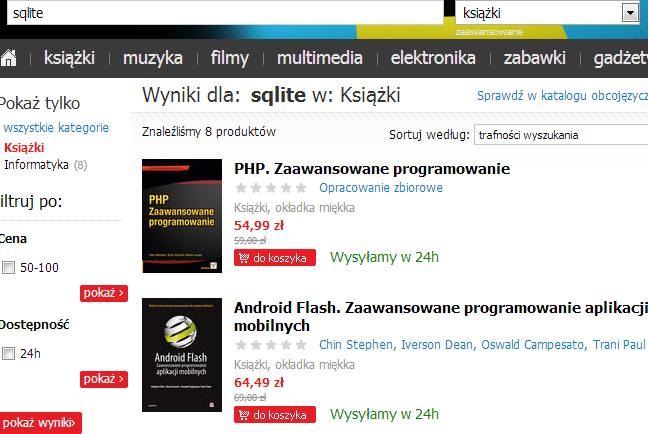 sqlite
książki
zaawansowane
książki
muzyka
filmy
multimedia
elektronika
zabawki
gadżety
Pokaż tylko
wszystkie kategorie
Książki
Informatyka (8)
iltruj po:
Cena
50-100
pokaż ›
Dostępność
24h
pokaż ›
pokaż wyniki›
Wyniki dla: sqlite w: Książki
Sprawdź w katalogu obcojęzycz
Znaleźliśmy 8 produktów
Sortuj według:
trafności wyszukania
PHP
Zaawansowane
programowanie
PHP. Zaawansowane programowanie
Opracowanie zbiorowe
Książki, okładka miękka
54,99 zł
59,00 zł
do koszyka
Wysyłamy w 24h
Android Flash
Zaawansowane programowanie
aplikacji mobilnych
Android Flash. Zaawansowane programowanie aplikacji
mobilnych
Chin Stephen, Iverson Dean, Oswald Campesato, Trani Paul
Książki, okładka miękka
64,49 zł
69,00 zł
do koszyka
Wysyłamy w 24h